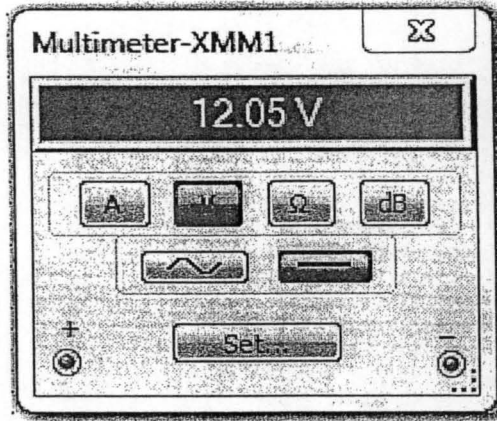 Multimeter-XMM1
12.05 V
A V Ω dB
Set...
+ −